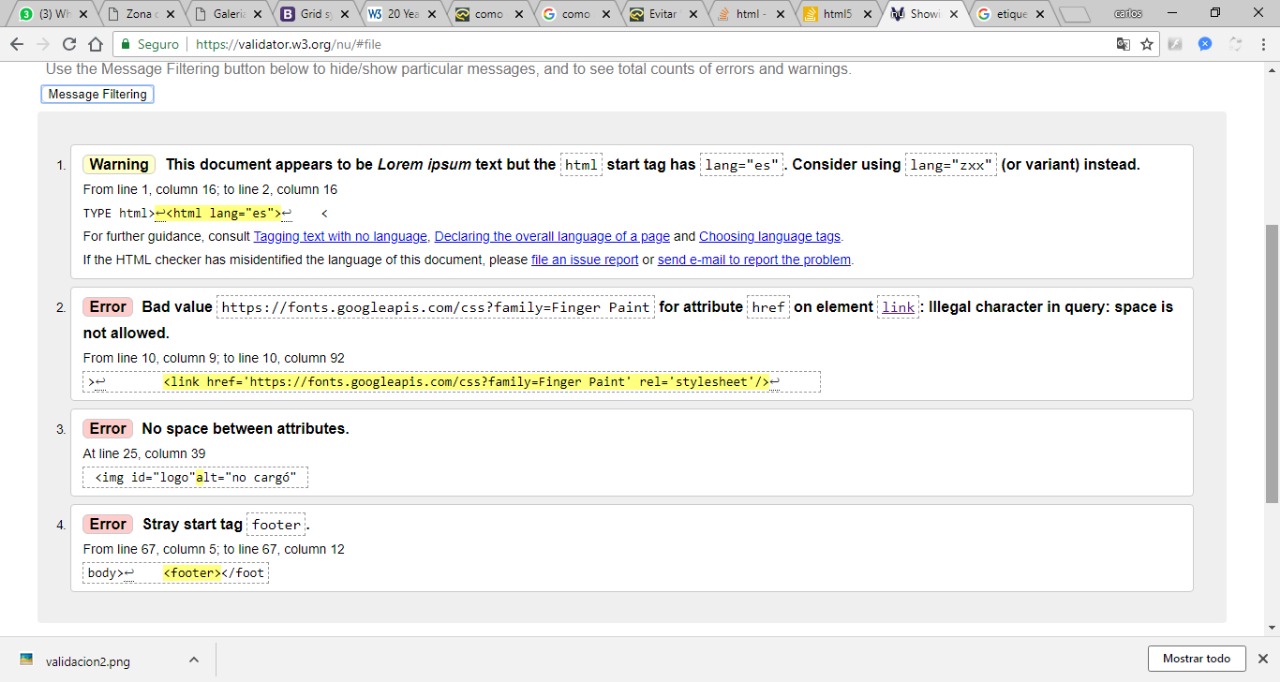 (3) Wh
Zona c
Galeri
Grid sy
20 Yea
como
como
Evitar
html -
html5
Showi
etique
carlos
Seguro
https://validator.w3.org/nu/#file
Use the Message Filtering button below to hide/show particular messages, and to see total counts of errors and warnings.
Message Filtering
1. Warning This document appears to be Lorem ipsum text but the html start tag has lang="es". Consider using lang="zxx" (or variant) instead.
From line 1, column 16; to line 2, column 16
TYPE html>↩<html lang="es">↩ <
For further guidance, consult Tagging text with no language, Declaring the overall language of a page and Choosing language tags.
If the HTML checker has misidentified the language of this document, please file an issue report or send e-mail to report the problem.
2. Error Bad value https://fonts.googleapis.com/css?family=Finger Paint for attribute href on element link: Illegal character in query: space is
not allowed.
From line 10, column 9; to line 10, column 92
>↩ <link href='https://fonts.googleapis.com/css?family=Finger Paint' rel='stylesheet'/>↩
3. Error No space between attributes.
At line 25, column 39
<img id="logo"alt="no cargó"
4. Error Stray start tag footer.
From line 67, column 5; to line 67, column 12
body>↩ <footer></foot
validacion2.png
Mostrar todo